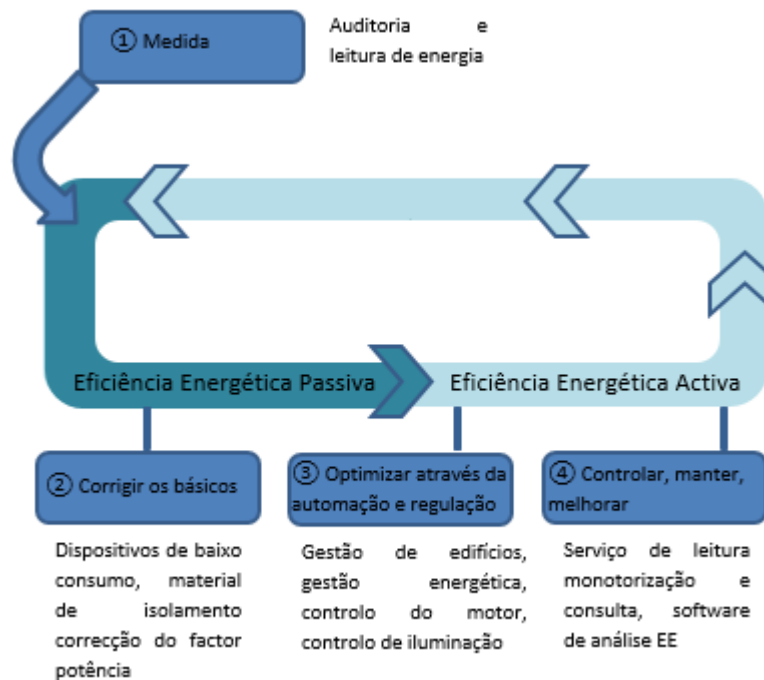 ① Medida
Auditoria e
leitura de energia
Eficiência Energética Passiva
Eficiência Energética Activa
② Corrigir os básicos
Dispositivos de baixo
consumo, material
de isolamento
correcção do factor
potência
③ Optimizar através da
automação e regulação
Gestão de edifícios,
gestão energética,
controlo do motor,
controlo de iluminação
④ Controlar, manter,
melhorar
Serviço de leitura
monotorização e
consulta, software
de análise EE